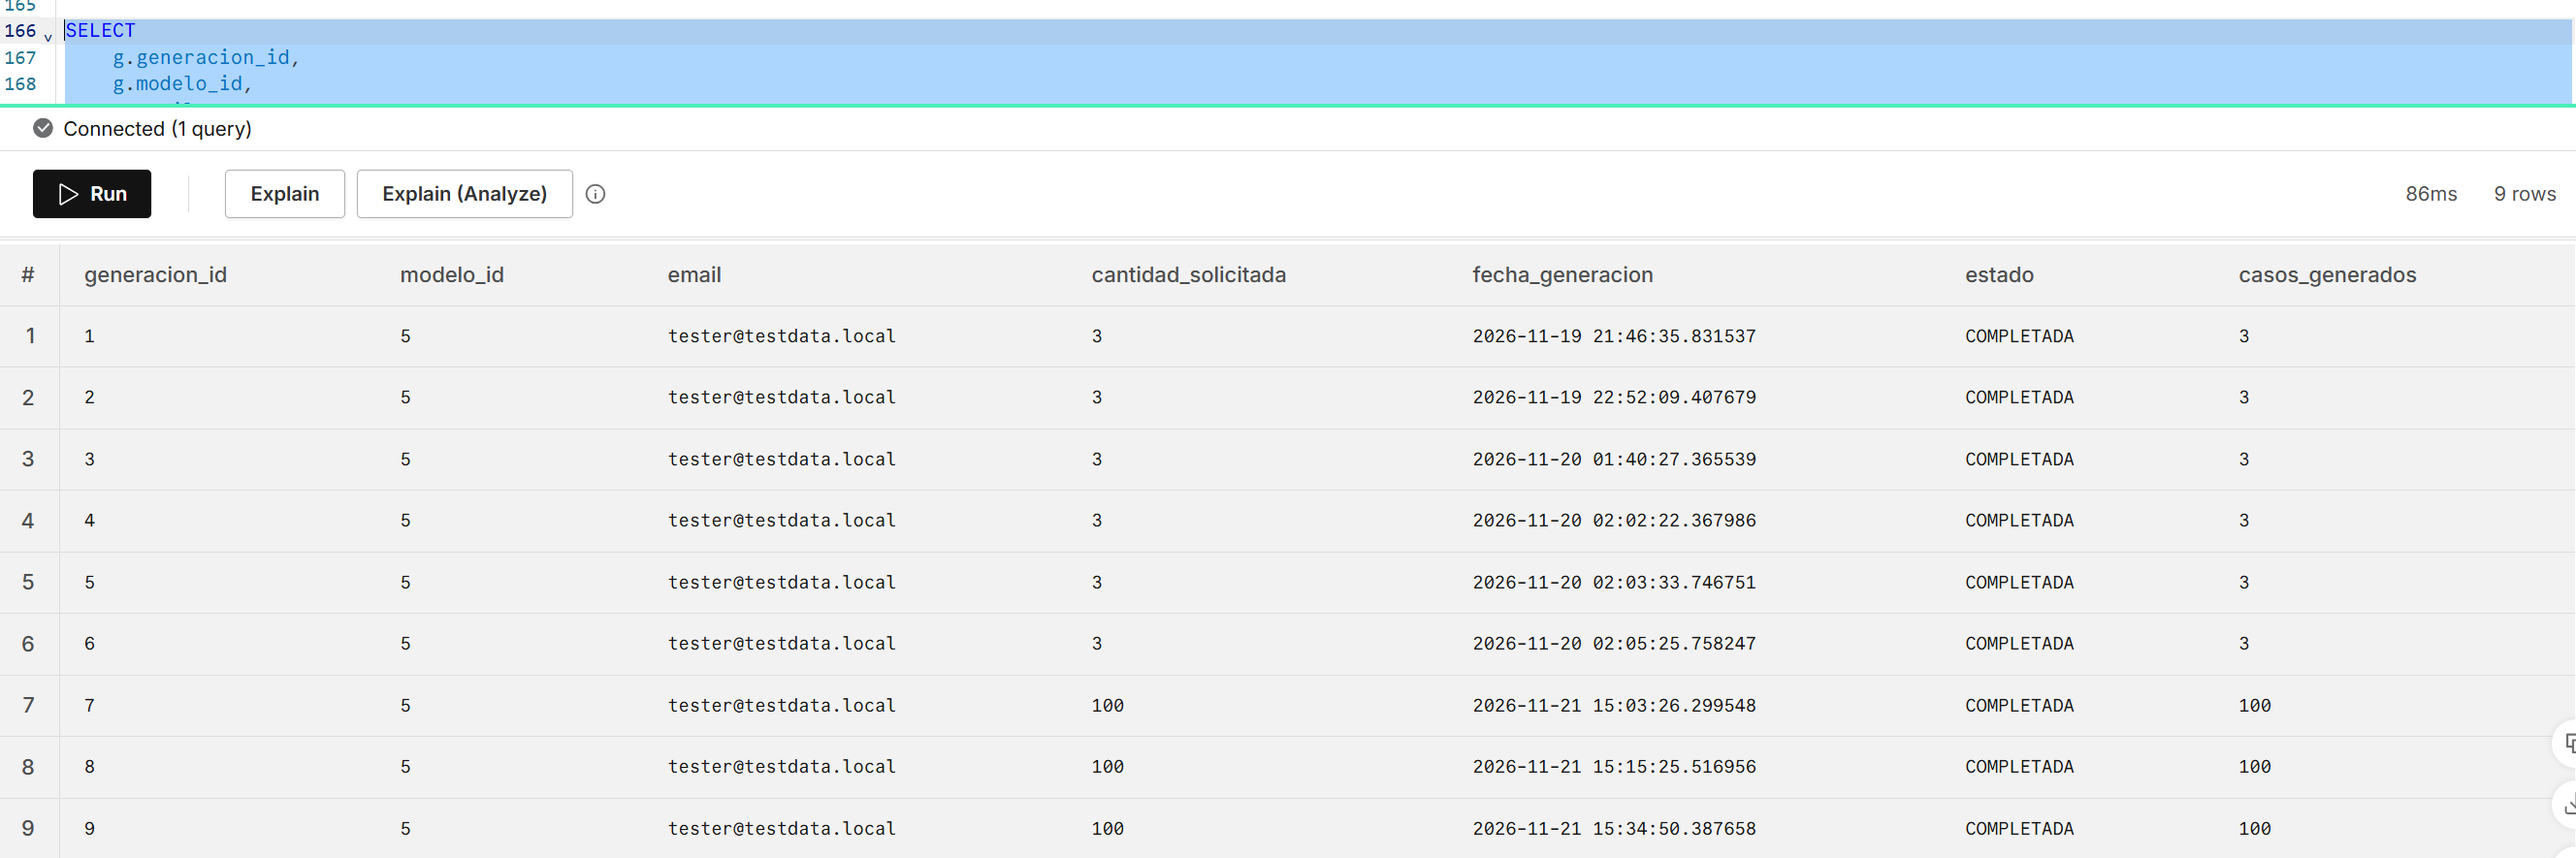 165
166 SELECT
167 g.generacion_id,
168 g.modelo_id,
Connected (1 query)
Run Explain Explain (Analyze) 86ms 9 rows
# generacion_id modelo_id email cantidad_solicitada fecha_generacion estado casos_generados
1 1 5 tester@testdata.local 3 2026-11-19 21:46:35.831537 COMPLETADA 3
2 2 5 tester@testdata.local 3 2026-11-19 22:52:09.407679 COMPLETADA 3
3 3 5 tester@testdata.local 3 2026-11-20 01:40:27.365539 COMPLETADA 3
4 4 5 tester@testdata.local 3 2026-11-20 02:02:22.367986 COMPLETADA 3
5 5 5 tester@testdata.local 3 2026-11-20 02:03:33.746751 COMPLETADA 3
6 6 5 tester@testdata.local 3 2026-11-20 02:05:25.758247 COMPLETADA 3
7 7 5 tester@testdata.local 100 2026-11-21 15:03:26.299548 COMPLETADA 100
8 8 5 tester@testdata.local 100 2026-11-21 15:15:25.516956 COMPLETADA 100
9 9 5 tester@testdata.local 100 2026-11-21 15:34:50.387658 COMPLETADA 100